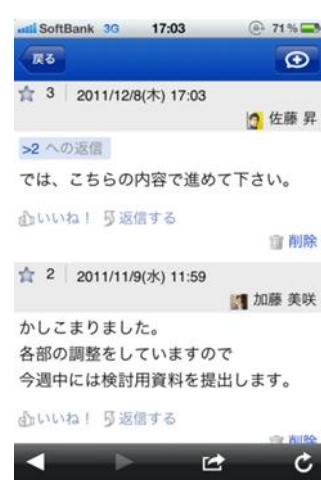 SoftBank 3G 17:03 71%
戻る
3 2011/12/8(木) 17:03
佐藤 昇
>2 への返信
では、こちらの内容で進めて下さい。
いいね！ 返信する
削除
2 2011/11/9(水) 11:59
加藤 美咲
かしこまりました。
各部の調整をしていますので
今週中には検討用資料を提出します。
いいね！ 返信する
削除